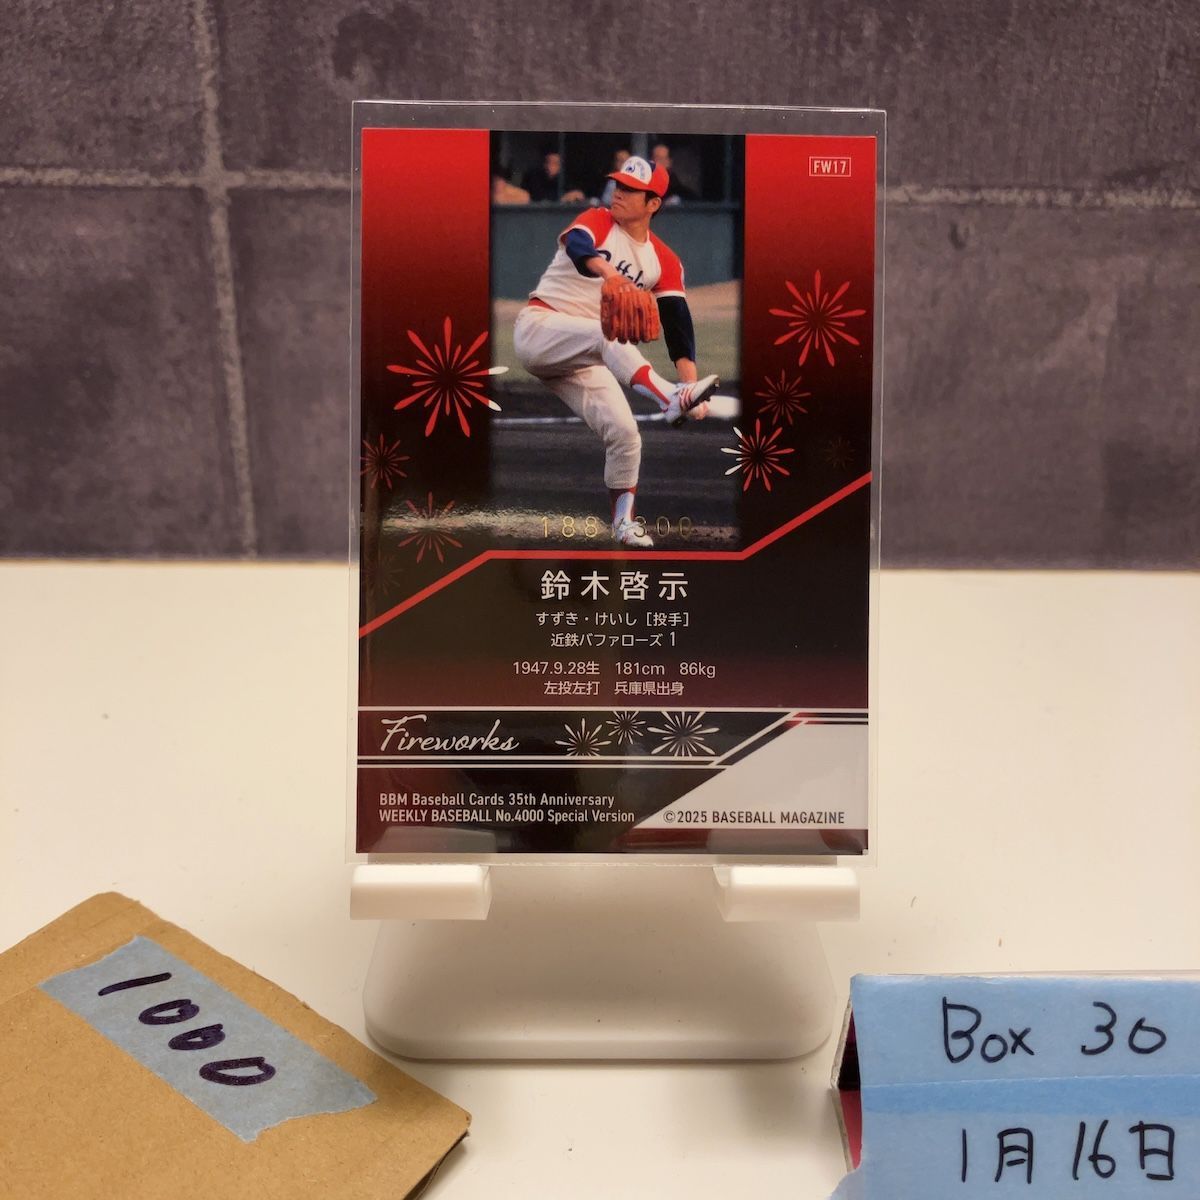 FW17
Buffaloes
188/300
鈴木啓示
すずき・けいし［投手］
近鉄バファローズ 1
1947.9.28生 181cm 86kg
左投左打 兵庫県出身
Fireworks
BBM Baseball Cards 35th Anniversary
WEEKLY BASEBALL No.4000 Special Version
©2025 BASEBALL MAGAZINE
1000
Box 30
1月16日